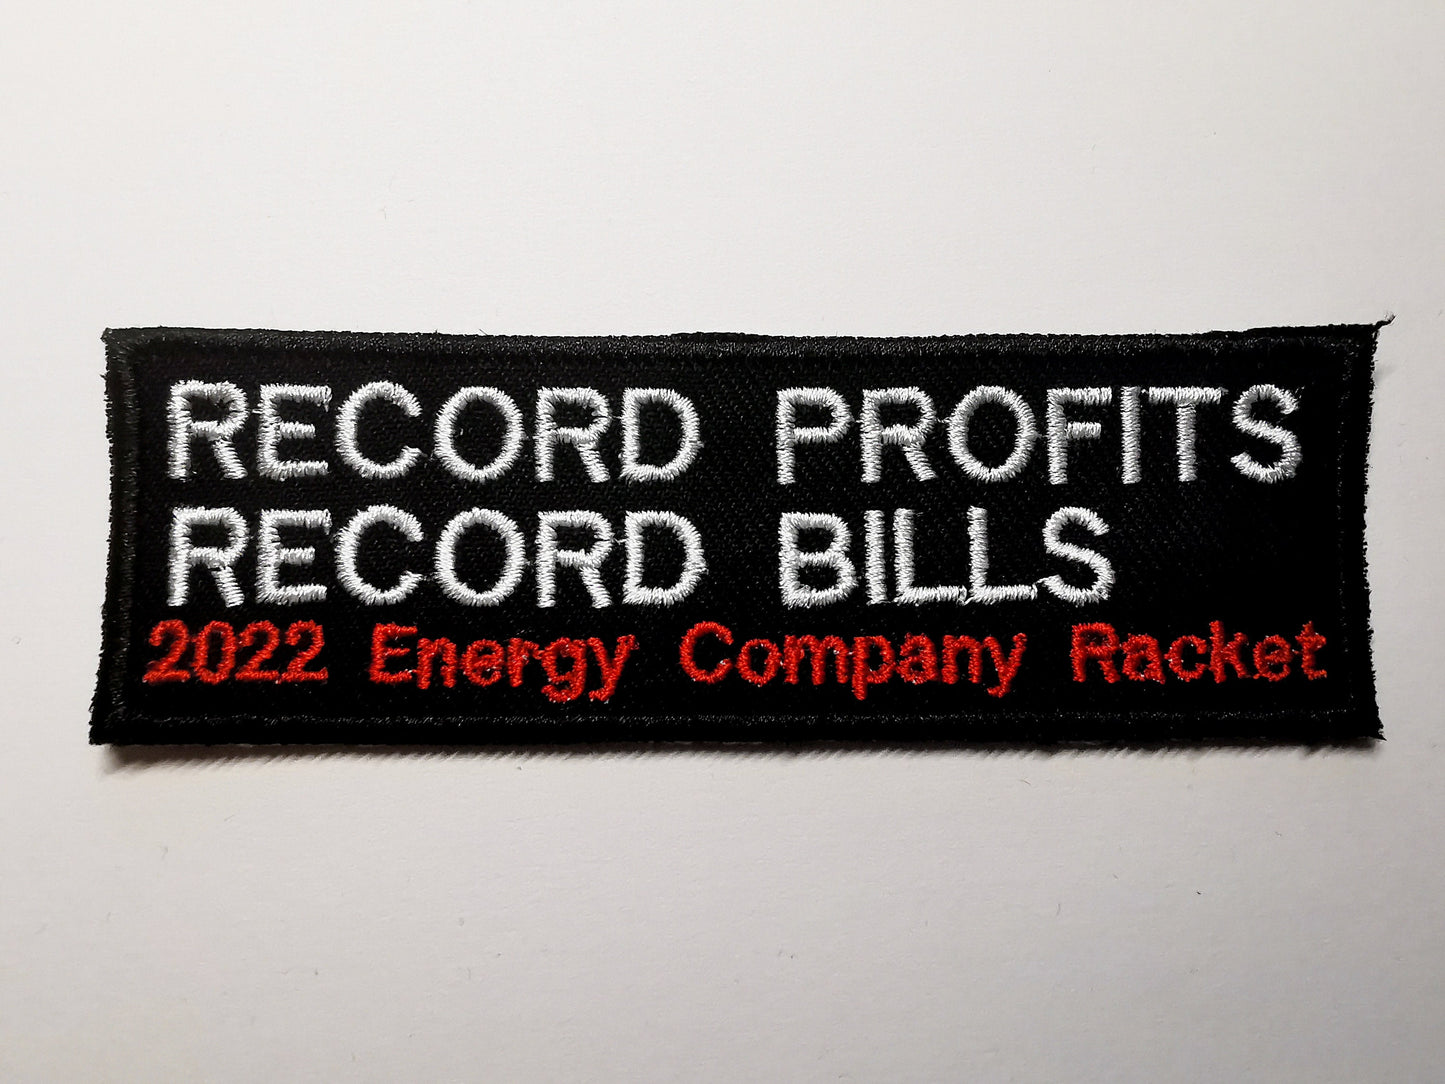 RECORD PROFITS
RECORD BILLS
2022 Energy Company Racket